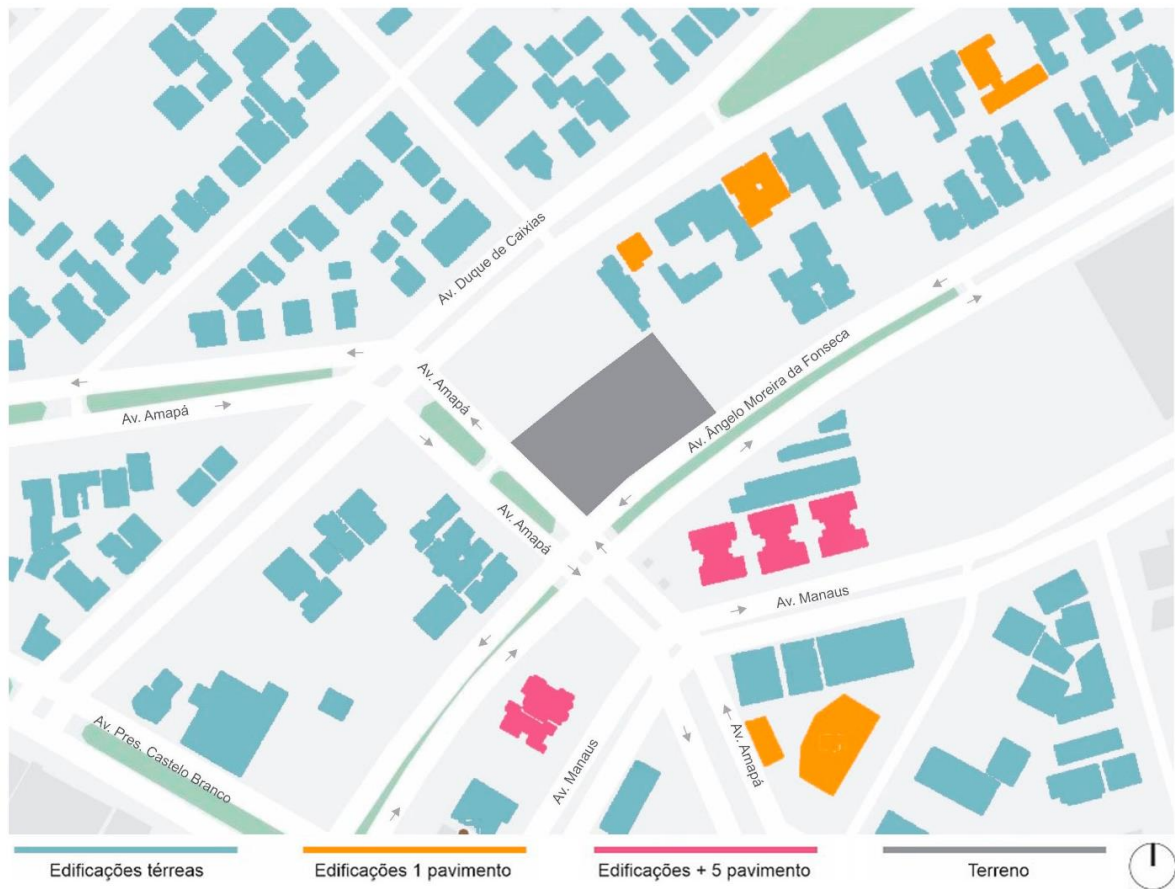 Av. Duque de Caixias
Av. Amapá
Av. Amapá
Av. Ângelo Moreira da Fonseca
Av. Amapá
Av. Manaus
Av. Pres. Castelo Branco
Av. Manaus
Av. Amapá
Edificações térreas
Edificações 1 pavimento
Edificações + 5 pavimento
Terreno